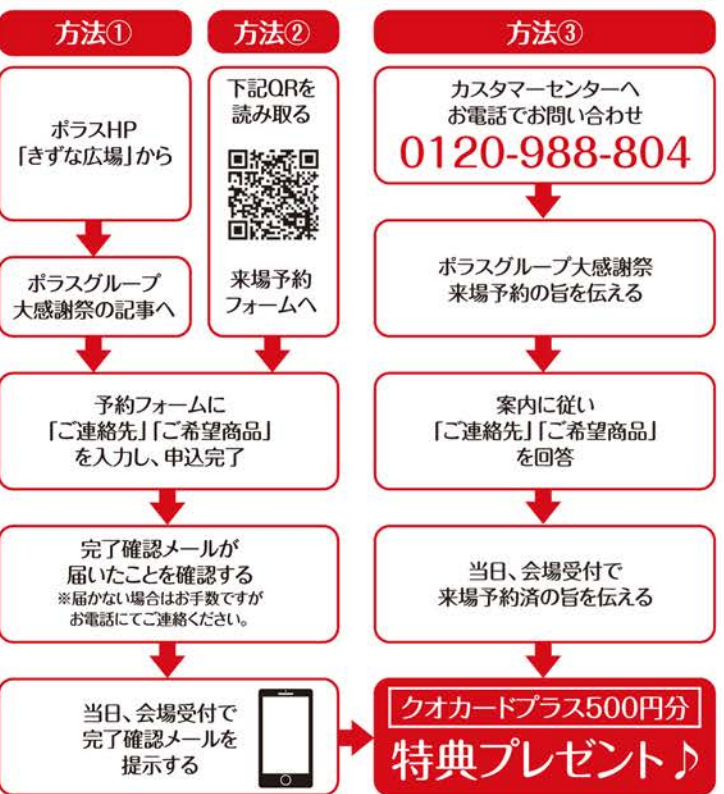 方法①
ポラスHP
「きずな広場」から
ポラスグループ
大感謝祭の記事へ
方法②
下記QRを
読み取る
来場予約
フォームへ
予約フォームに
「ご連絡先」「ご希望商品」
を入力し、申込完了
完了確認メールが
届いたことを確認する
※届かない場合はお手数ですが
お電話にてご連絡ください。
当日、会場受付で
完了確認メールを
提示する
方法③
カスタマーセンターへ
お電話でお問い合わせ
0120-988-804
ポラスグループ大感謝祭
来場予約の旨を伝える
案内に従い
「ご連絡先」「ご希望商品」
を回答
当日、会場受付で
来場予約済の旨を伝える
クオカードプラス500円分
特典プレゼント♪